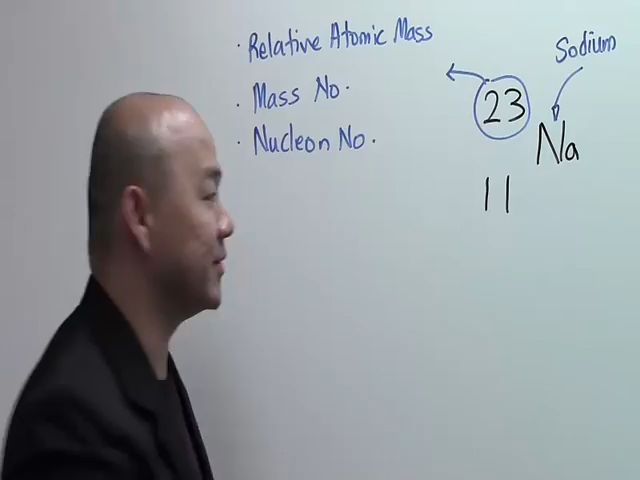 · Relative Atomic Mass
· Mass No.
· Nucleon No.
Sodium
23
Na
11